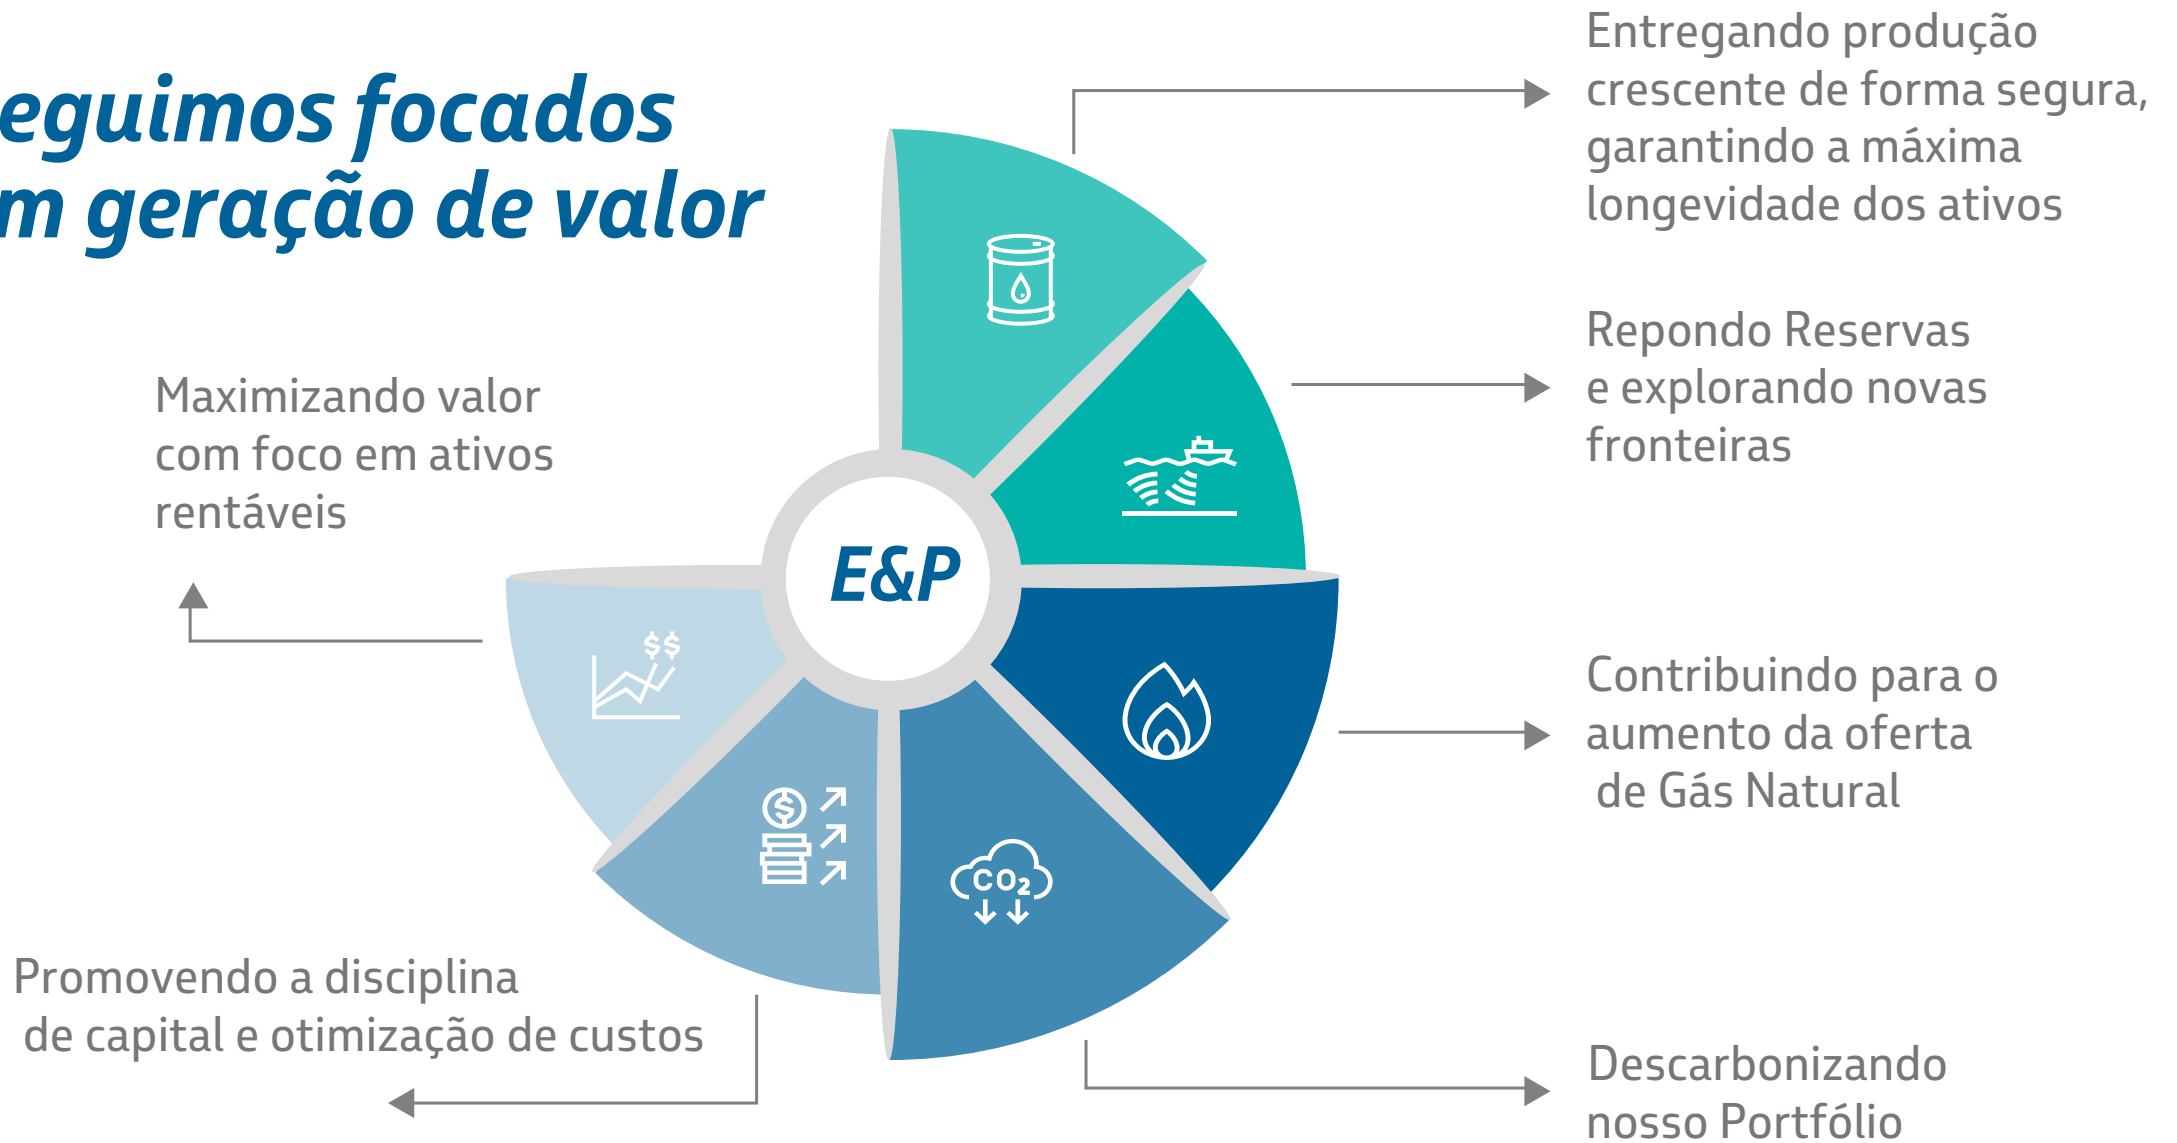 eguimos focados
m geração de valor
Entregando produção
crescente de forma segura,
garantindo a máxima
longevidade dos ativos
Repondo Reservas
e explorando novas
fronteiras
Contribuindo para o
aumento da oferta
de Gás Natural
Descarbonizando
nosso Portfólio
Promovendo a disciplina
de capital e otimização de custos
Maximizando valor
com foco em ativos
rentáveis
E&P
$$
$
CO₂